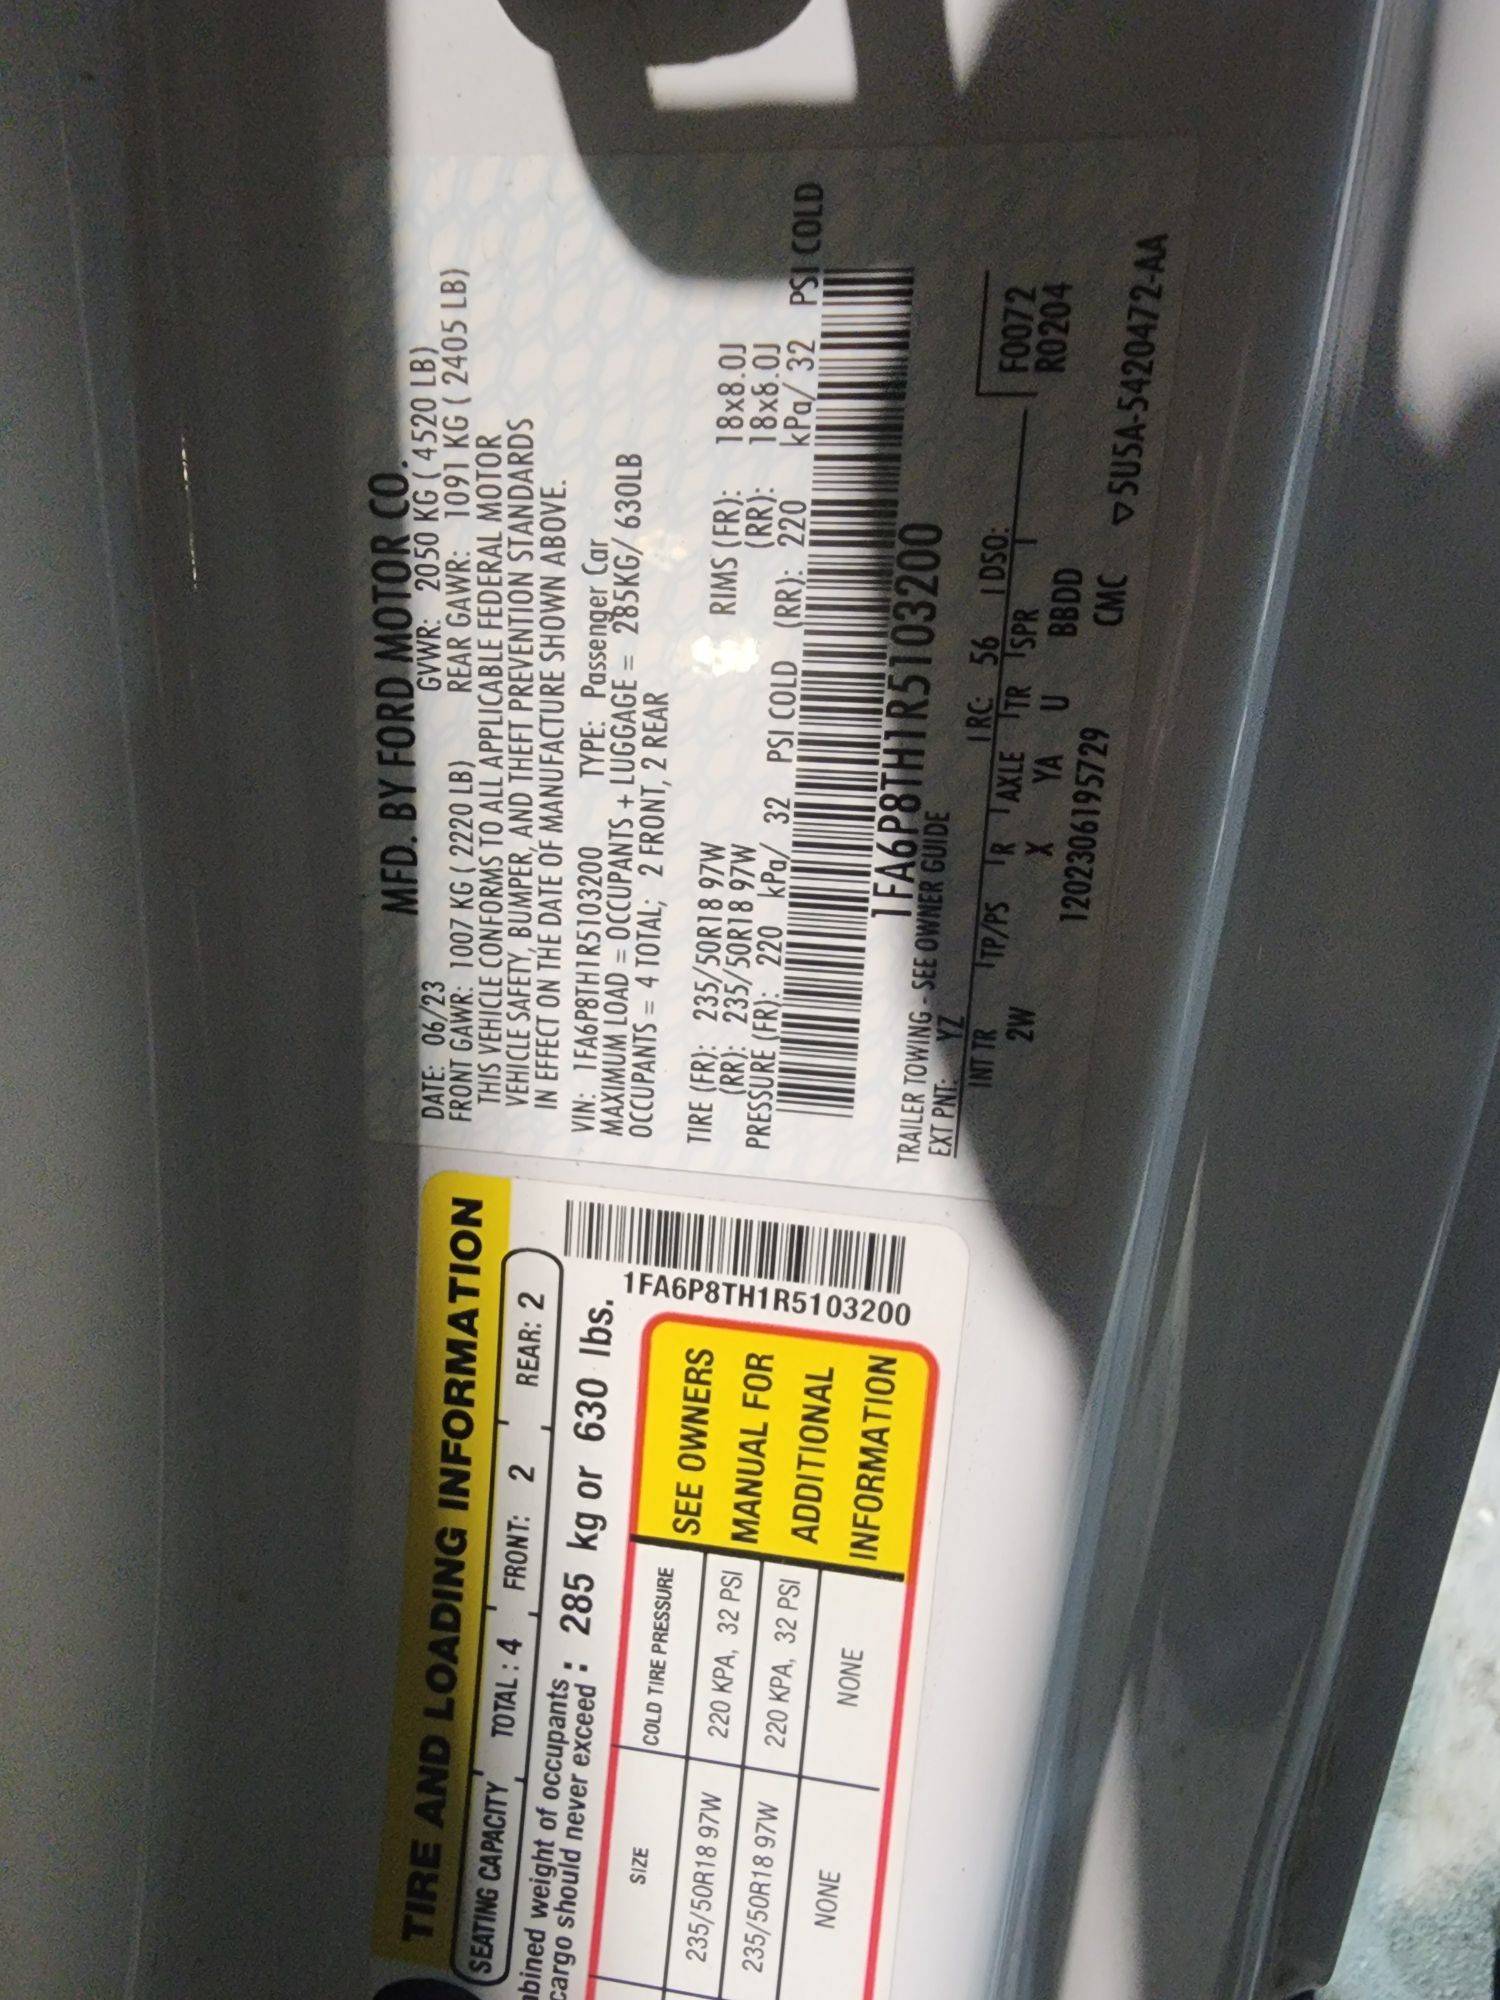 MFD. BY FORD MOTOR CO.
DATE: 06/23 GVWR: 2050 KG ( 4520 LB)
FRONT GAWR: 1007 KG ( 2220 LB) REAR GAWR: 1091 KG ( 2405 LB)
THIS VEHICLE CONFORMS TO ALL APPLICABLE FEDERAL MOTOR
VEHICLE SAFETY, BUMPER, AND THEFT PREVENTION STANDARDS
IN EFFECT ON THE DATE OF MANUFACTURE SHOWN ABOVE.
VIN: 1FA6P8TH1R5103200 TYPE: Passenger Car
MAXIMUM LOAD = OCCUPANTS + LUGGAGE = 285KG/ 630LB
OCCUPANTS = 4 TOTAL; 2 FRONT, 2 REAR
TIRE (FR): 235/50R18 97W RIMS (FR): 18x8.0J
(RR): 235/50R18 97W (RR): 18x8.0J
PRESSURE (FR): 220 kPa/ 32 PSI COLD (RR): 220 kPa/ 32 PSI COLD
1FA6P8TH1R5103200
TRAILER TOWING - SEE OWNER GUIDE
EXT PNT: YZ RC: 56 DSO:
INT TR TP/PS R AXLE TR SPR F0072
2W X YA U BBDD R0204
1202306195729 CMC ▽5U5A-5420472-AA
TIRE AND LOADING INFORMATION
SEATING CAPACITY TOTAL : 4 FRONT: 2 REAR: 2
bined weight of occupants
cargo should never exceed : 285 kg or 630 lbs.
1FA6P8TH1R5103200
SIZE COLD TIRE PRESSURE
235/50R18 97W 220 KPA, 32 PSI
235/50R18 97W 220 KPA, 32 PSI
NONE NONE
SEE OWNERS
MANUAL FOR
ADDITIONAL
INFORMATION